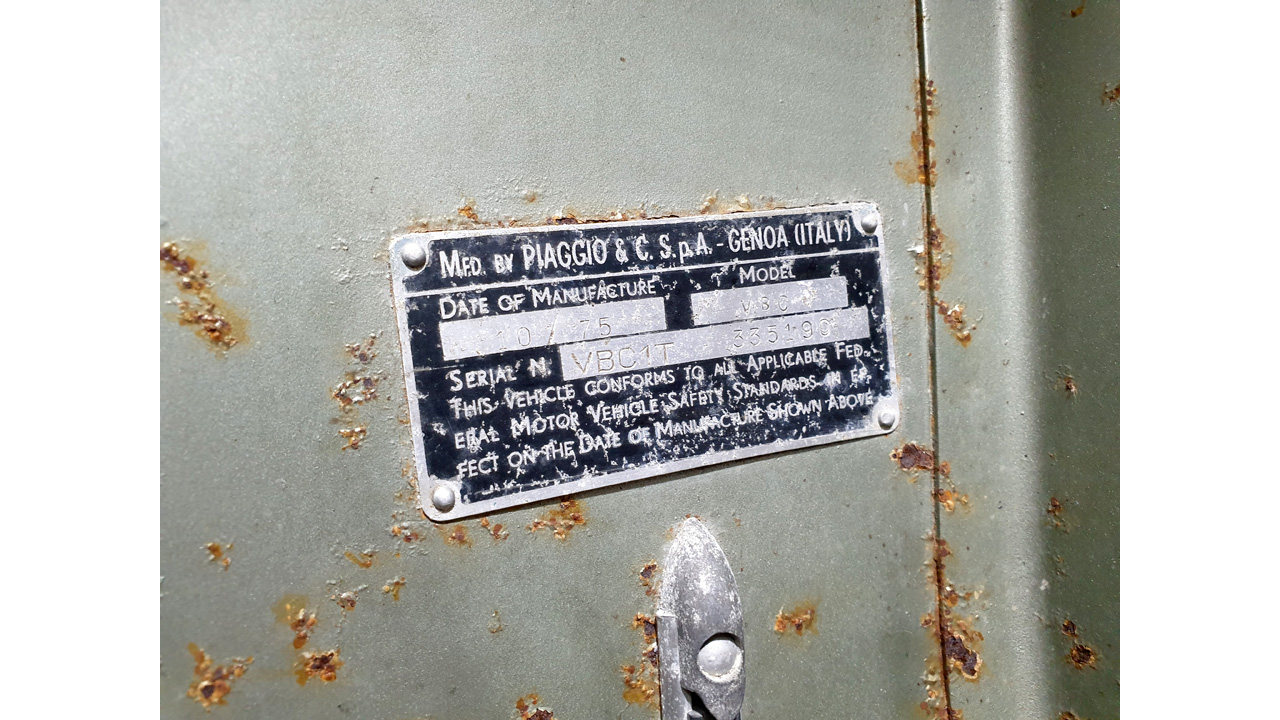 MFD. BY PIAGGIO & C. S.p.A. - GENOA (ITALY)
DATE OF MANUFACTURE MODEL
10 / 75 VBC
SERIAL N. VBC1T 335190
THIS VEHICLE CONFORMS TO ALL APPLICABLE FED-
ERAL MOTOR VEHICLE SAFETY STANDARDS IN EF-
FECT ON THE DATE OF MANUFACTURE SHOWN ABOVE